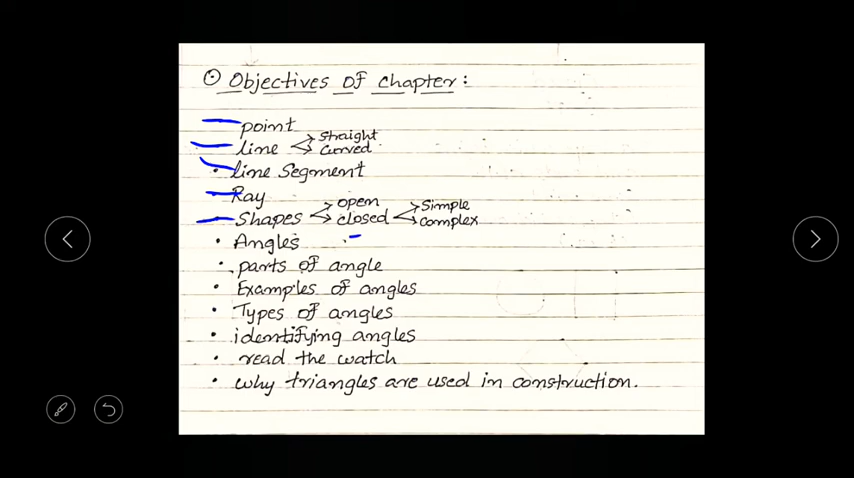 ⊙ Objectives of chapter :
point
line < Straight
curved
• line Segment
Ray
• Shapes < open
closed < Simple
complex
• Angles
• parts of angle
• Examples of angles
• Types of angles
• identifying angles
• read the watch
• why triangles are used in construction.